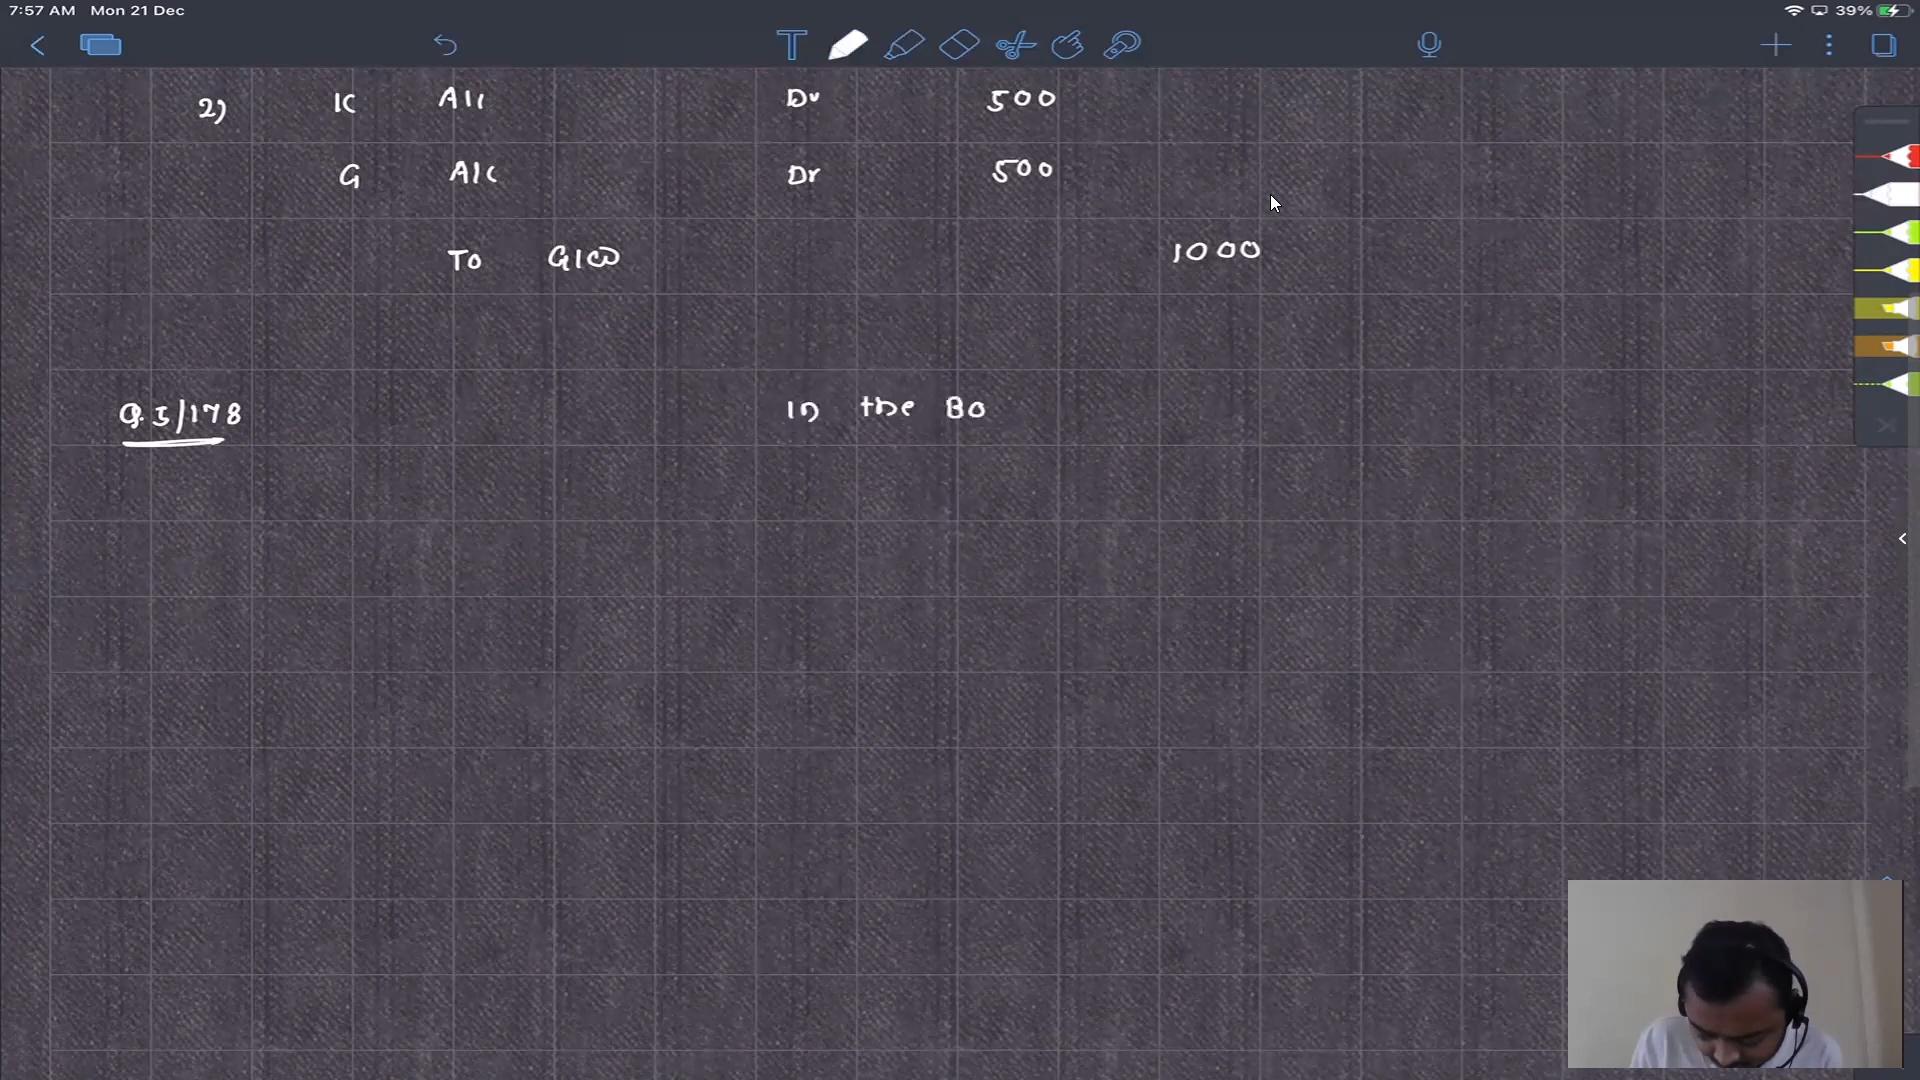 7:57 AM Mon 21 Dec
39%
2) K A/c Dr 500
G A/c Dr 500
To G/w 1000
Q.5/178 In the Bo